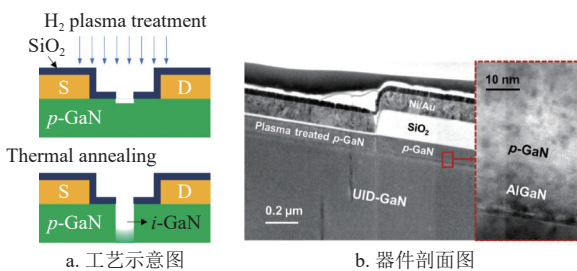 H₂ plasma treatment
SiO₂
S
D
p-GaN
Thermal annealing
S
D
p-GaN
i-GaN
a. 工艺示意图
Ni/Au
SiO₂
Plasma treated p-GaN
p-GaN
UID-GaN
0.2 μm
10 nm
p-GaN
AlGaN
b. 器件剖面图